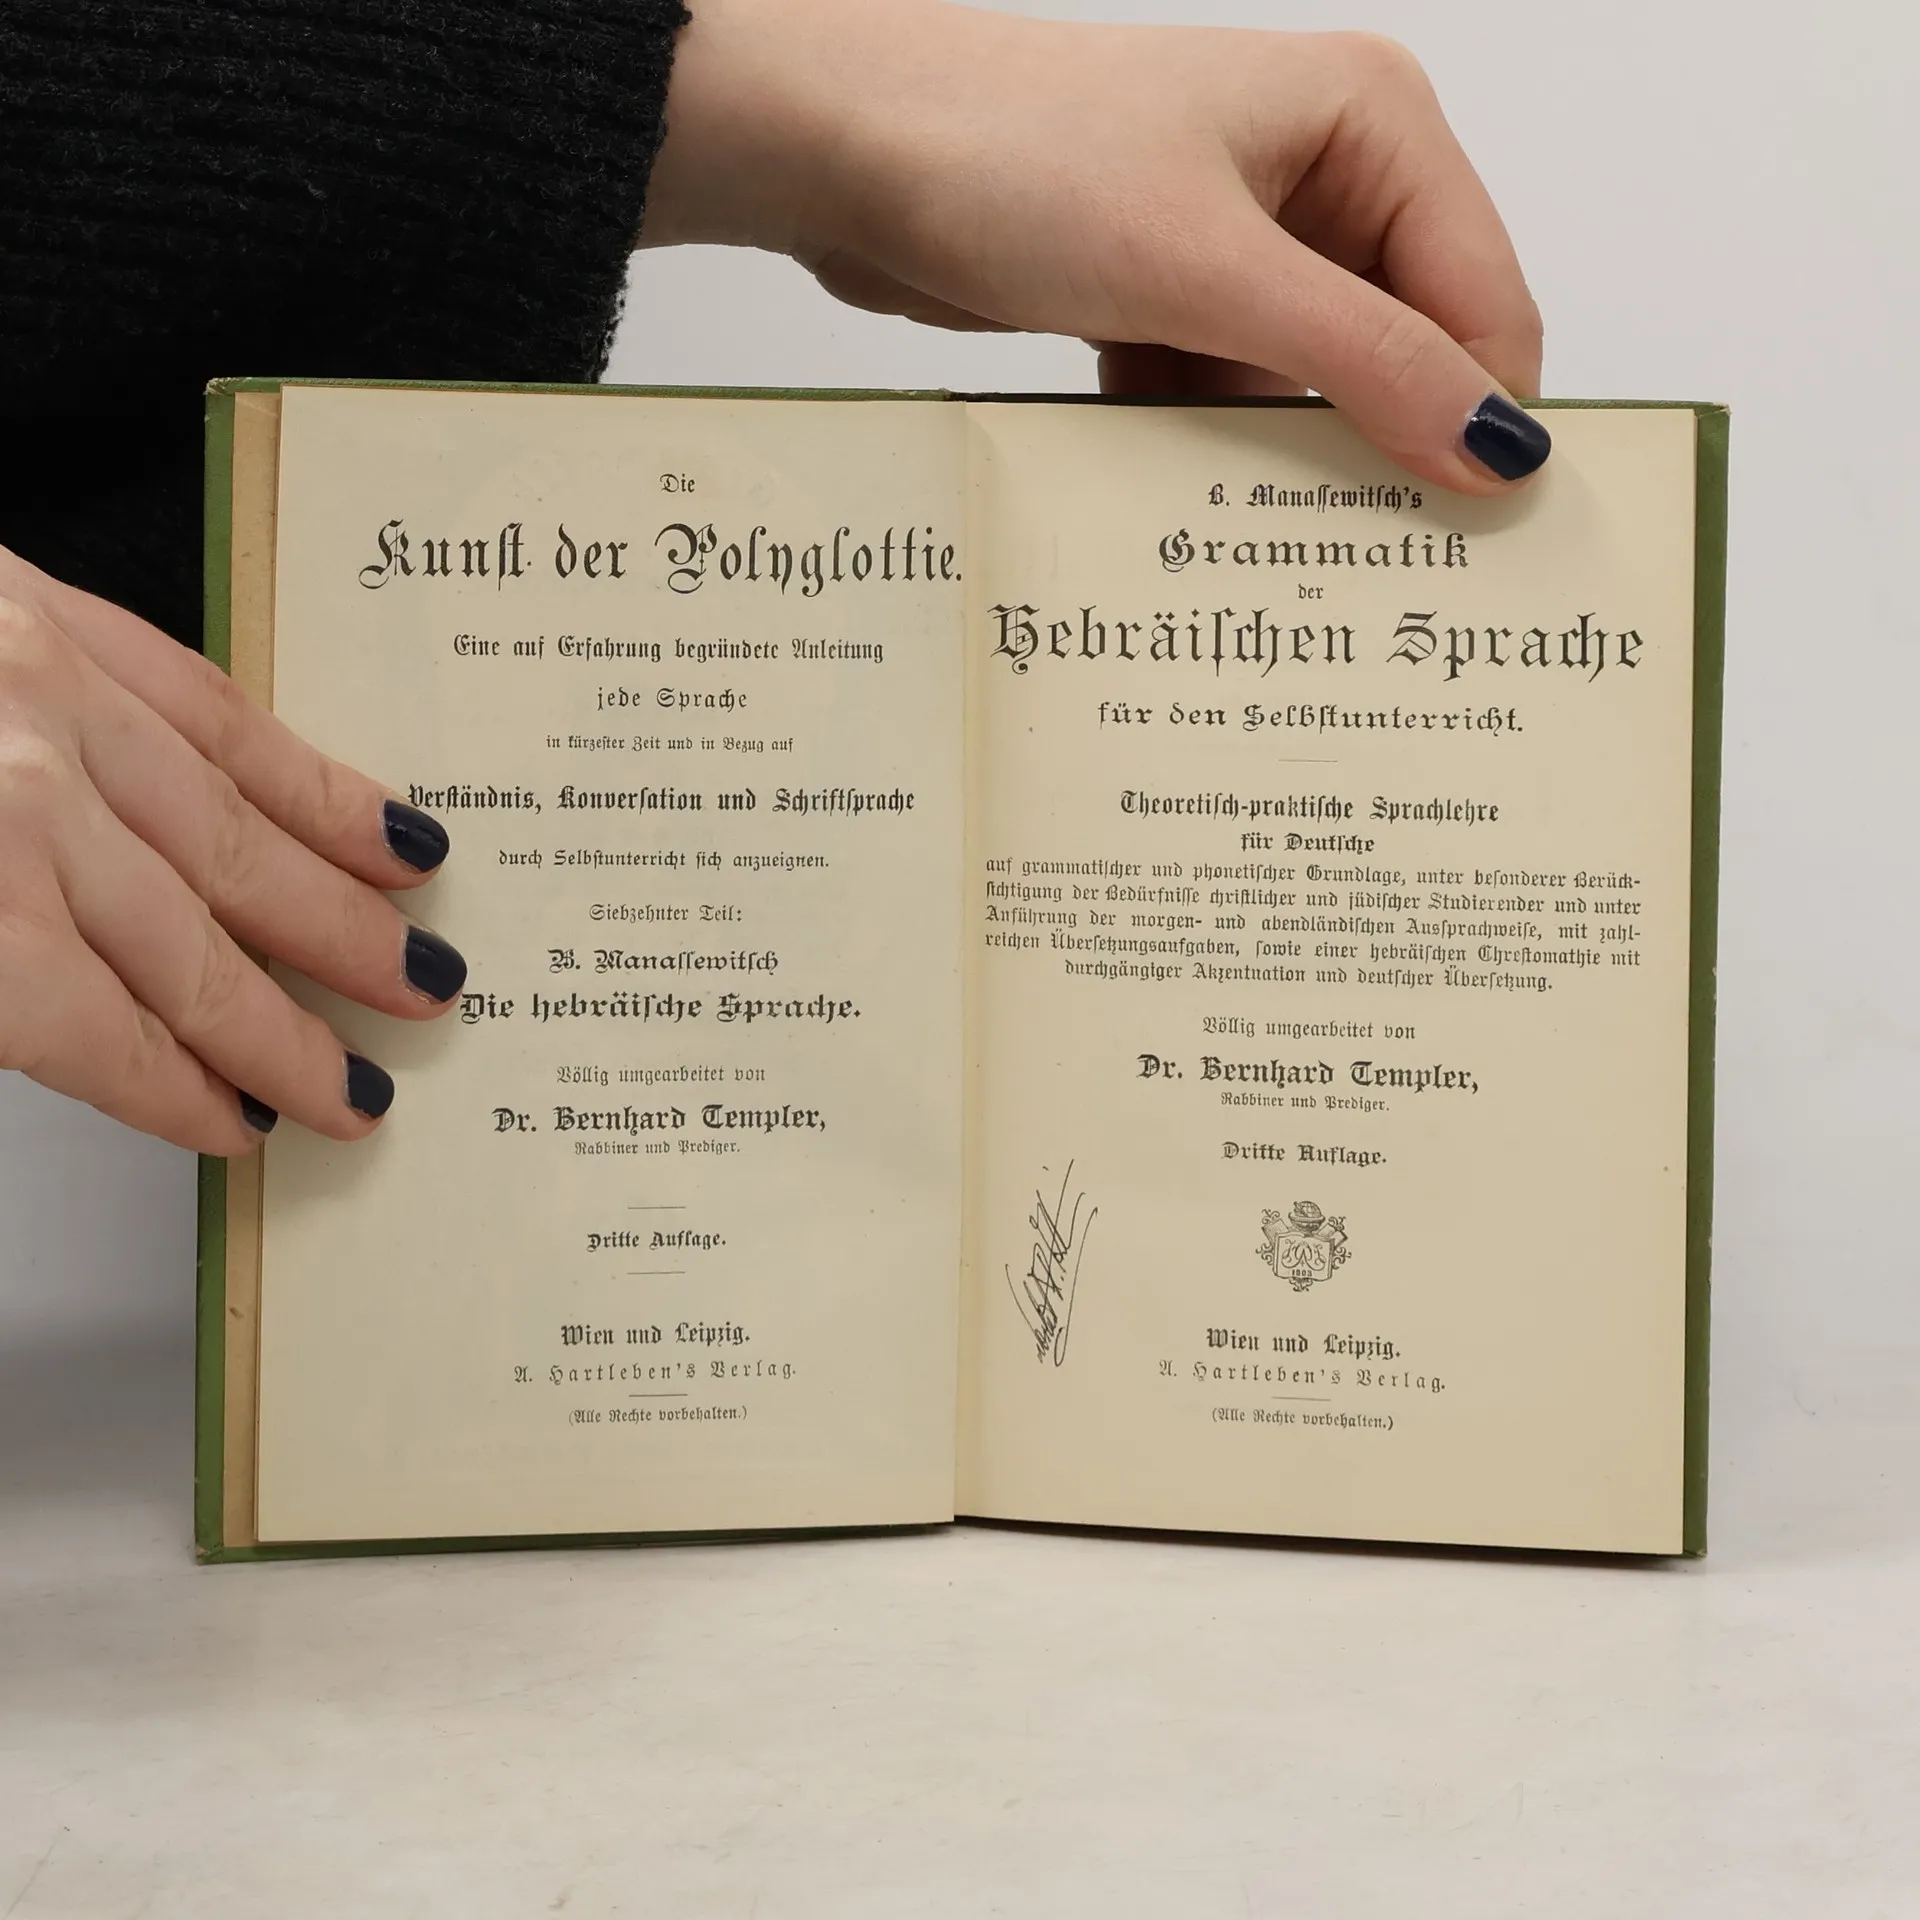 Die
Kunst der Polyglottie.
Eine auf Erfahrung begründete Anleitung
jede Sprache
in kürzester Zeit und in Bezug auf
Verständnis, Konversation und Schriftsprache
durch Selbstunterricht sich anzueignen.
Siebzehnter Teil:
B. Manassewitsch
Die hebräische Sprache.
Völlig umgearbeitet von
Dr. Bernhard Templer,
Rabbiner und Prediger.
Dritte Auflage.
Wien und Leipzig.
A. Hartleben's Verlag.
(Alle Rechte vorbehalten.)
B. Manassewitsch's
Grammatik
der
Hebräischen Sprache
für den Selbstunterricht.
Theoretisch-praktische Sprachlehre
für Deutsche
auf grammatischer und phonetischer Grundlage, unter besonderer Berück-
sichtigung der Bedürfnisse christlicher und jüdischer Studierender und unter
Anführung der morgen- und abendländischen Aussprachweise, mit zahl-
reichen Übersetzungsaufgaben, sowie einer hebräischen Chrestomathie mit
durchgängiger Akzentuation und deutscher Übersetzung.
Völlig umgearbeitet von
Dr. Bernhard Templer,
Rabbiner und Prediger.
Dritte Auflage.
1803
Wien und Leipzig.
A. Hartleben's Verlag.
(Alle Rechte vorbehalten.)